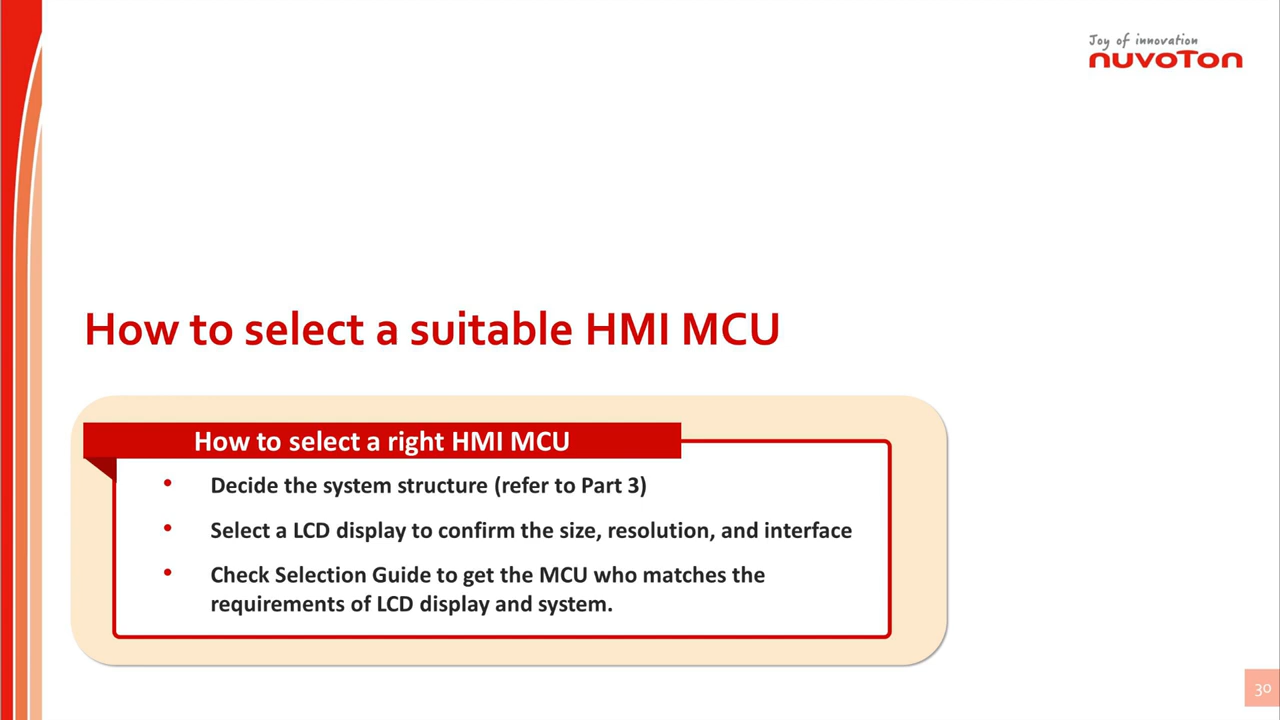 Joy of innovation
nuvoTon
How to select a suitable HMI MCU
How to select a right HMI MCU
• Decide the system structure (refer to Part 3)
• Select a LCD display to confirm the size, resolution, and interface
• Check Selection Guide to get the MCU who matches the
requirements of LCD display and system.
30